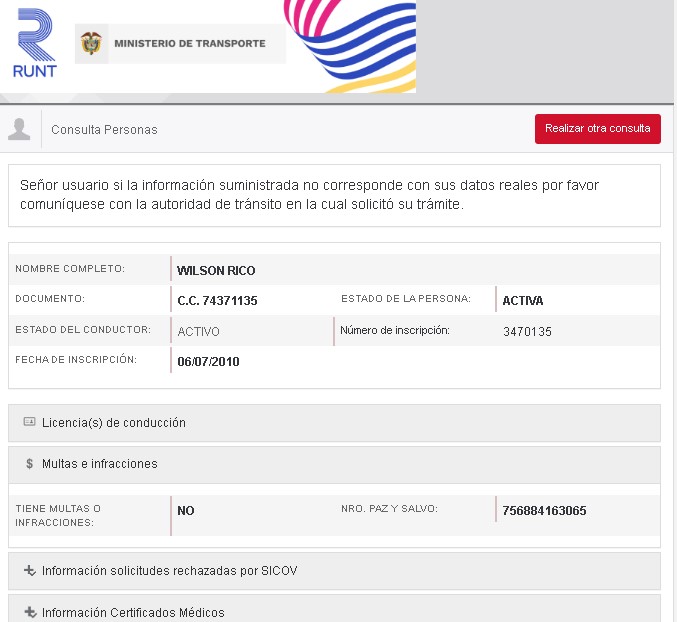 RUNT
MINISTERIO DE TRANSPORTE
Consulta Personas
Realizar otra consulta
Señor usuario si la información suministrada no corresponde con sus datos reales por favor
comuníquese con la autoridad de tránsito en la cual solicitó su trámite.
NOMBRE COMPLETO: WILSON RICO
DOCUMENTO: C.C. 74371135 ESTADO DE LA PERSONA: ACTIVA
ESTADO DEL CONDUCTOR: ACTIVO Número de inscripción: 3470135
FECHA DE INSCRIPCIÓN: 06/07/2010
Licencia(s) de conducción
$ Multas e infracciones
TIENE MULTAS O
INFRACCIONES: NO NRO. PAZ Y SALVO: 756884163065
Información solicitudes rechazadas por SICOV
Información Certificados Médicos